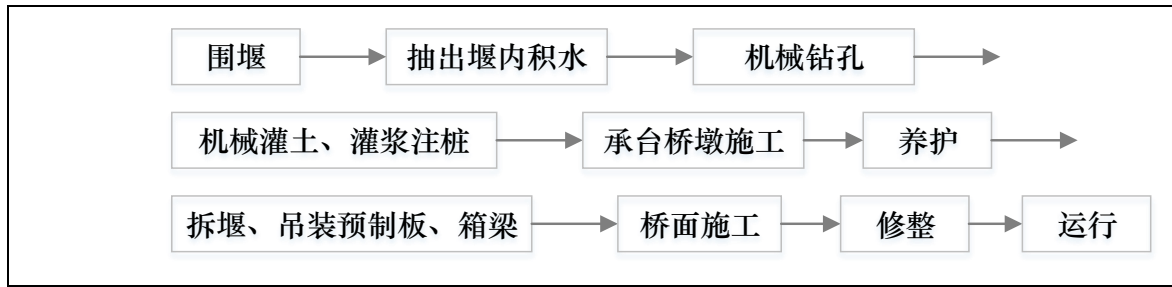 围堰 抽出堰内积水 机械钻孔
机械灌土、灌浆注桩 承台桥墩施工 养护
拆堰、吊装预制板、箱梁 桥面施工 修整 运行